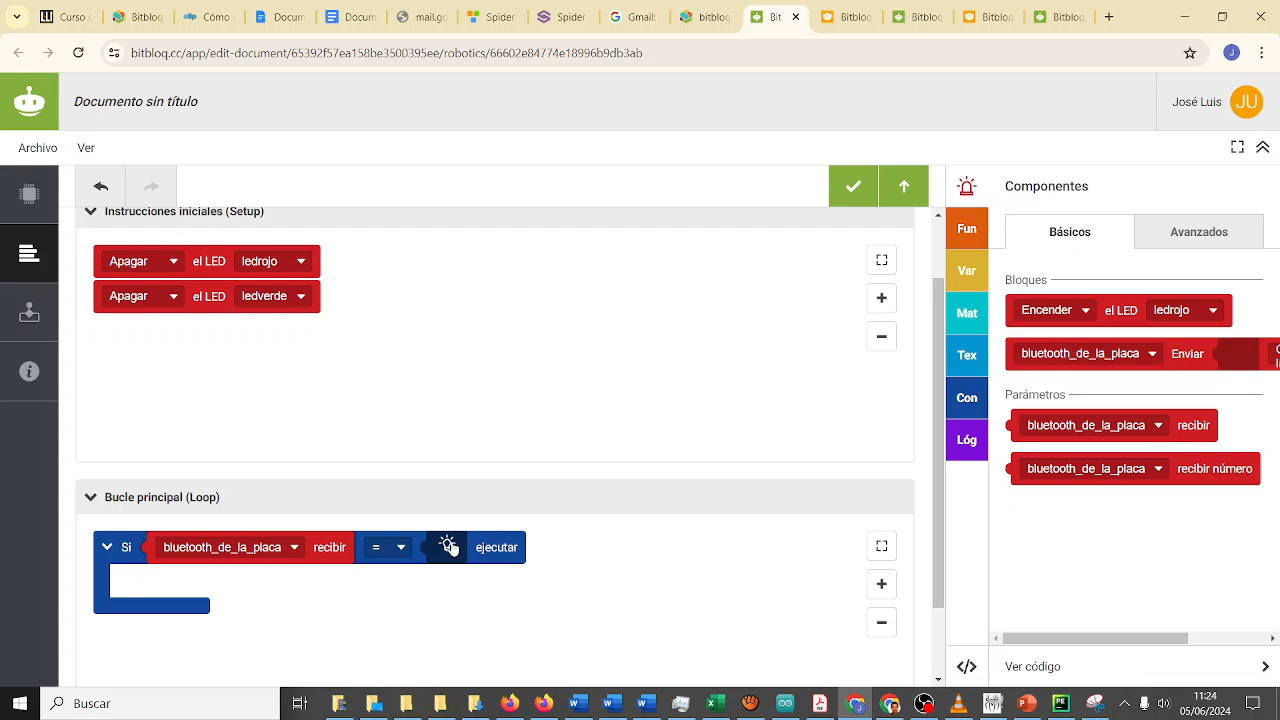 Curso c
Bitbloq
Cómo c
Docum
Docum
mail.go
Spider
Spider
Gmail:
bitbloq
Bit
Bitbloq
Bitbloq
Bitbloq
Bitbloq
bitbloq.cc/app/edit-document/65392f57ea158be3500395ee/robotics/66602e84774e18996b9db3ab
J
Documento sin título
José Luis
JU
Archivo
Ver
Componentes
Instrucciones iniciales (Setup)
Fun
Básicos
Avanzados
Apagar el LED ledrojo
Var
Bloques
Apagar el LED ledverde
Mat
Encender el LED ledrojo
Tex
bluetooth_de_la_placa Enviar
Con
Parámetros
Lóg
bluetooth_de_la_placa recibir
bluetooth_de_la_placa recibir número
Bucle principal (Loop)
Si bluetooth_de_la_placa recibir = ejecutar
Ver código
Buscar
11:24
05/06/2024